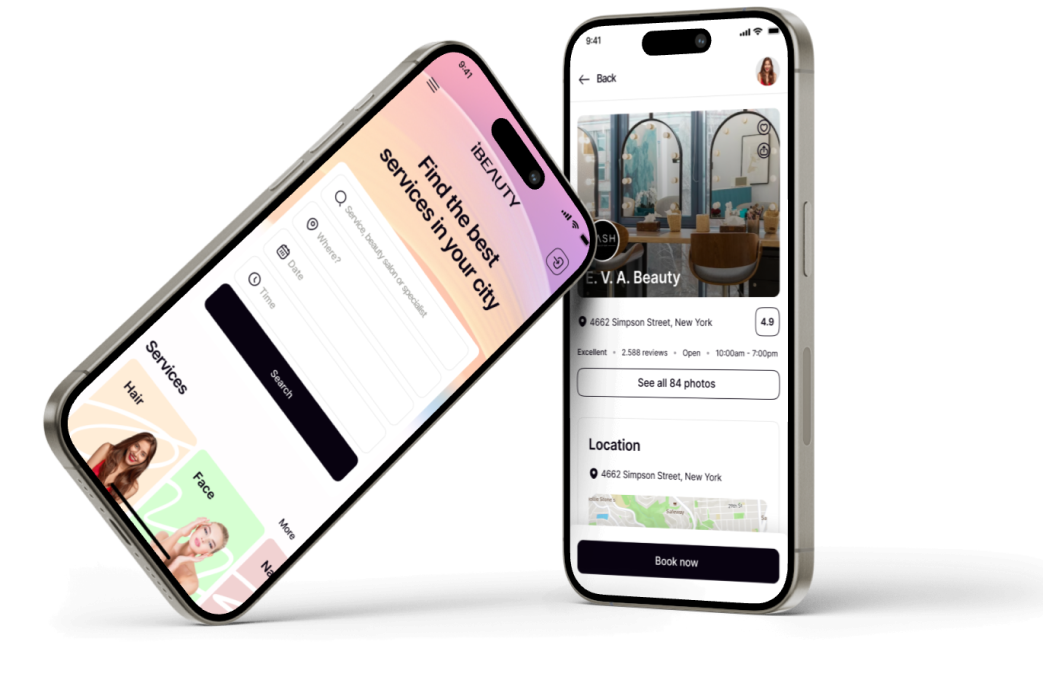 9:41
iBEAUTY
Find the best
services in your city
Service, beauty salon or specialist
Where?
Date
Time
Search
Services
More
Hair
Face
Na
9:41
Back
ASH
E. V. A. Beauty
4662 Simpson Street, New York
4.9
Excellent • 2.588 reviews • Open • 10:00am - 7:00pm
See all 84 photos
Location
4662 Simpson Street, New York
Book now